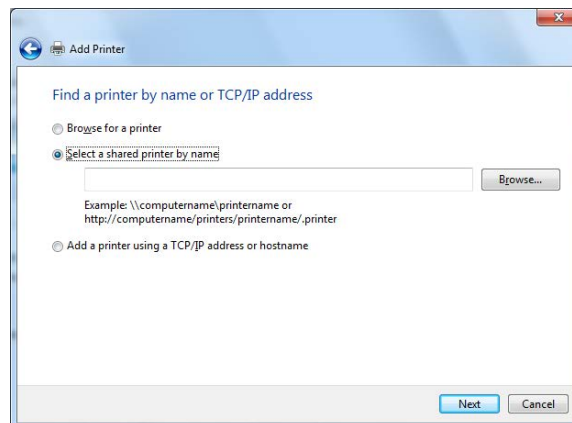 Add Printer
Find a printer by name or TCP/IP address
Browse for a printer
Select a shared printer by name
Browse...
Example: \\computername\printername or
http://computername/printers/printername/.printer
Add a printer using a TCP/IP address or hostname
Next Cancel